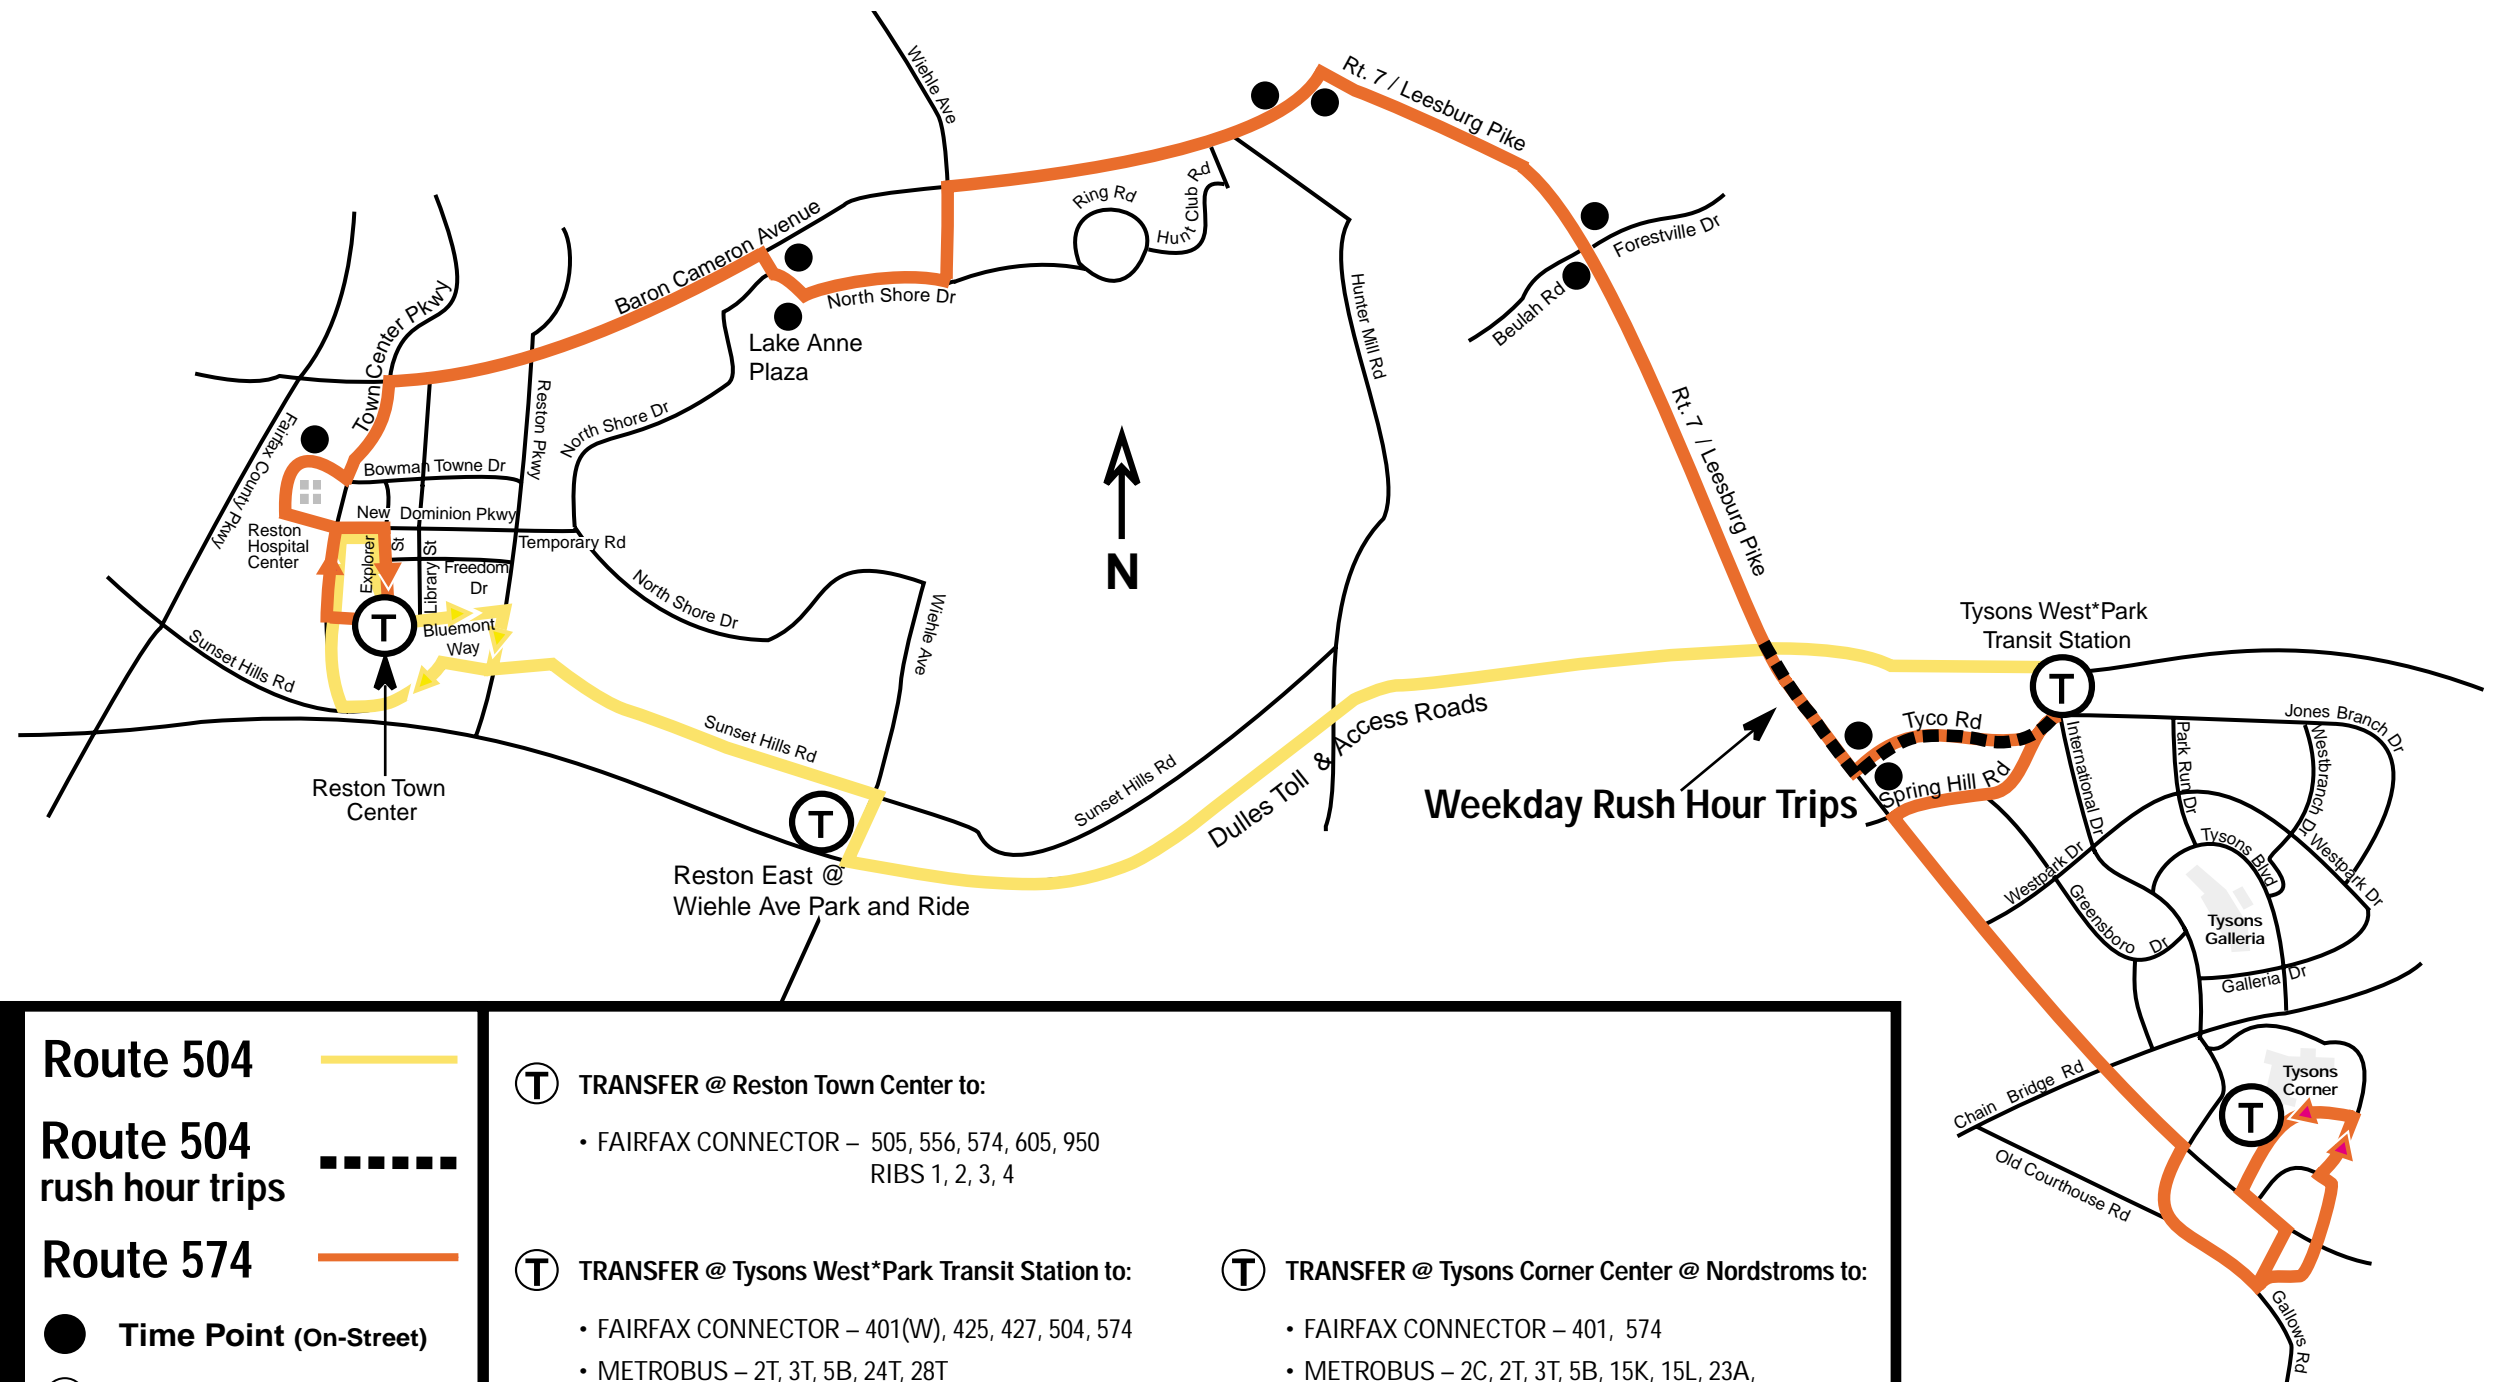 Wiehle Ave
Rt. 7 / Leesburg Pike
Ring Rd
Hunt Club Rd
Forestville Dr
Beulah Rd
Baron Cameron Avenue
North Shore Dr
Lake Anne
Plaza
Hunter Mill Rd
Town Center Pkwy
Reston Pkwy
North Shore Dr
Fairfax County Pkwy
Rt. 7 / Leesburg Pike
Bowman Towne Dr
New Dominion Pkwy
Reston
Hospital
Center
Explorer St
Library St
Temporary Rd
Freedom
Dr
N
North Shore Dr
Wiehle Ave
T
Bluemont
Way
Sunset Hills Rd
Tysons West*Park
Transit Station
T
Sunset Hills Rd
Dulles Toll & Access Roads
Tyco Rd
Jones Branch Dr
International Dr
Park Run Dr
Westbranch Dr
Reston Town
Center
T
Sunset Hills Rd
Weekday Rush Hour Trips
Spring Hill Rd
Tysons Blvd
Westpark Dr
Westpark Dr
Reston East @
Wiehle Ave Park and Ride
Greensboro Dr
Tysons
Galleria
Galleria Dr
Chain Bridge Rd
Tysons
Corner
T
Old Courthouse Rd
Gallows Rd
Route 504
Route 504
rush hour trips
Route 574
Time Point (On-Street)
T TRANSFER @ Reston Town Center to:
• FAIRFAX CONNECTOR – 505, 556, 574, 605, 950
RIBS 1, 2, 3, 4
T TRANSFER @ Tysons West*Park Transit Station to:
• FAIRFAX CONNECTOR – 401(W), 425, 427, 504, 574
• METROBUS – 2T, 3T, 5B, 24T, 28T
T TRANSFER @ Tysons Corner Center @ Nordstroms to:
• FAIRFAX CONNECTOR – 401, 574
• METROBUS – 2C, 2T, 3T, 5B, 15K, 15L, 23A,